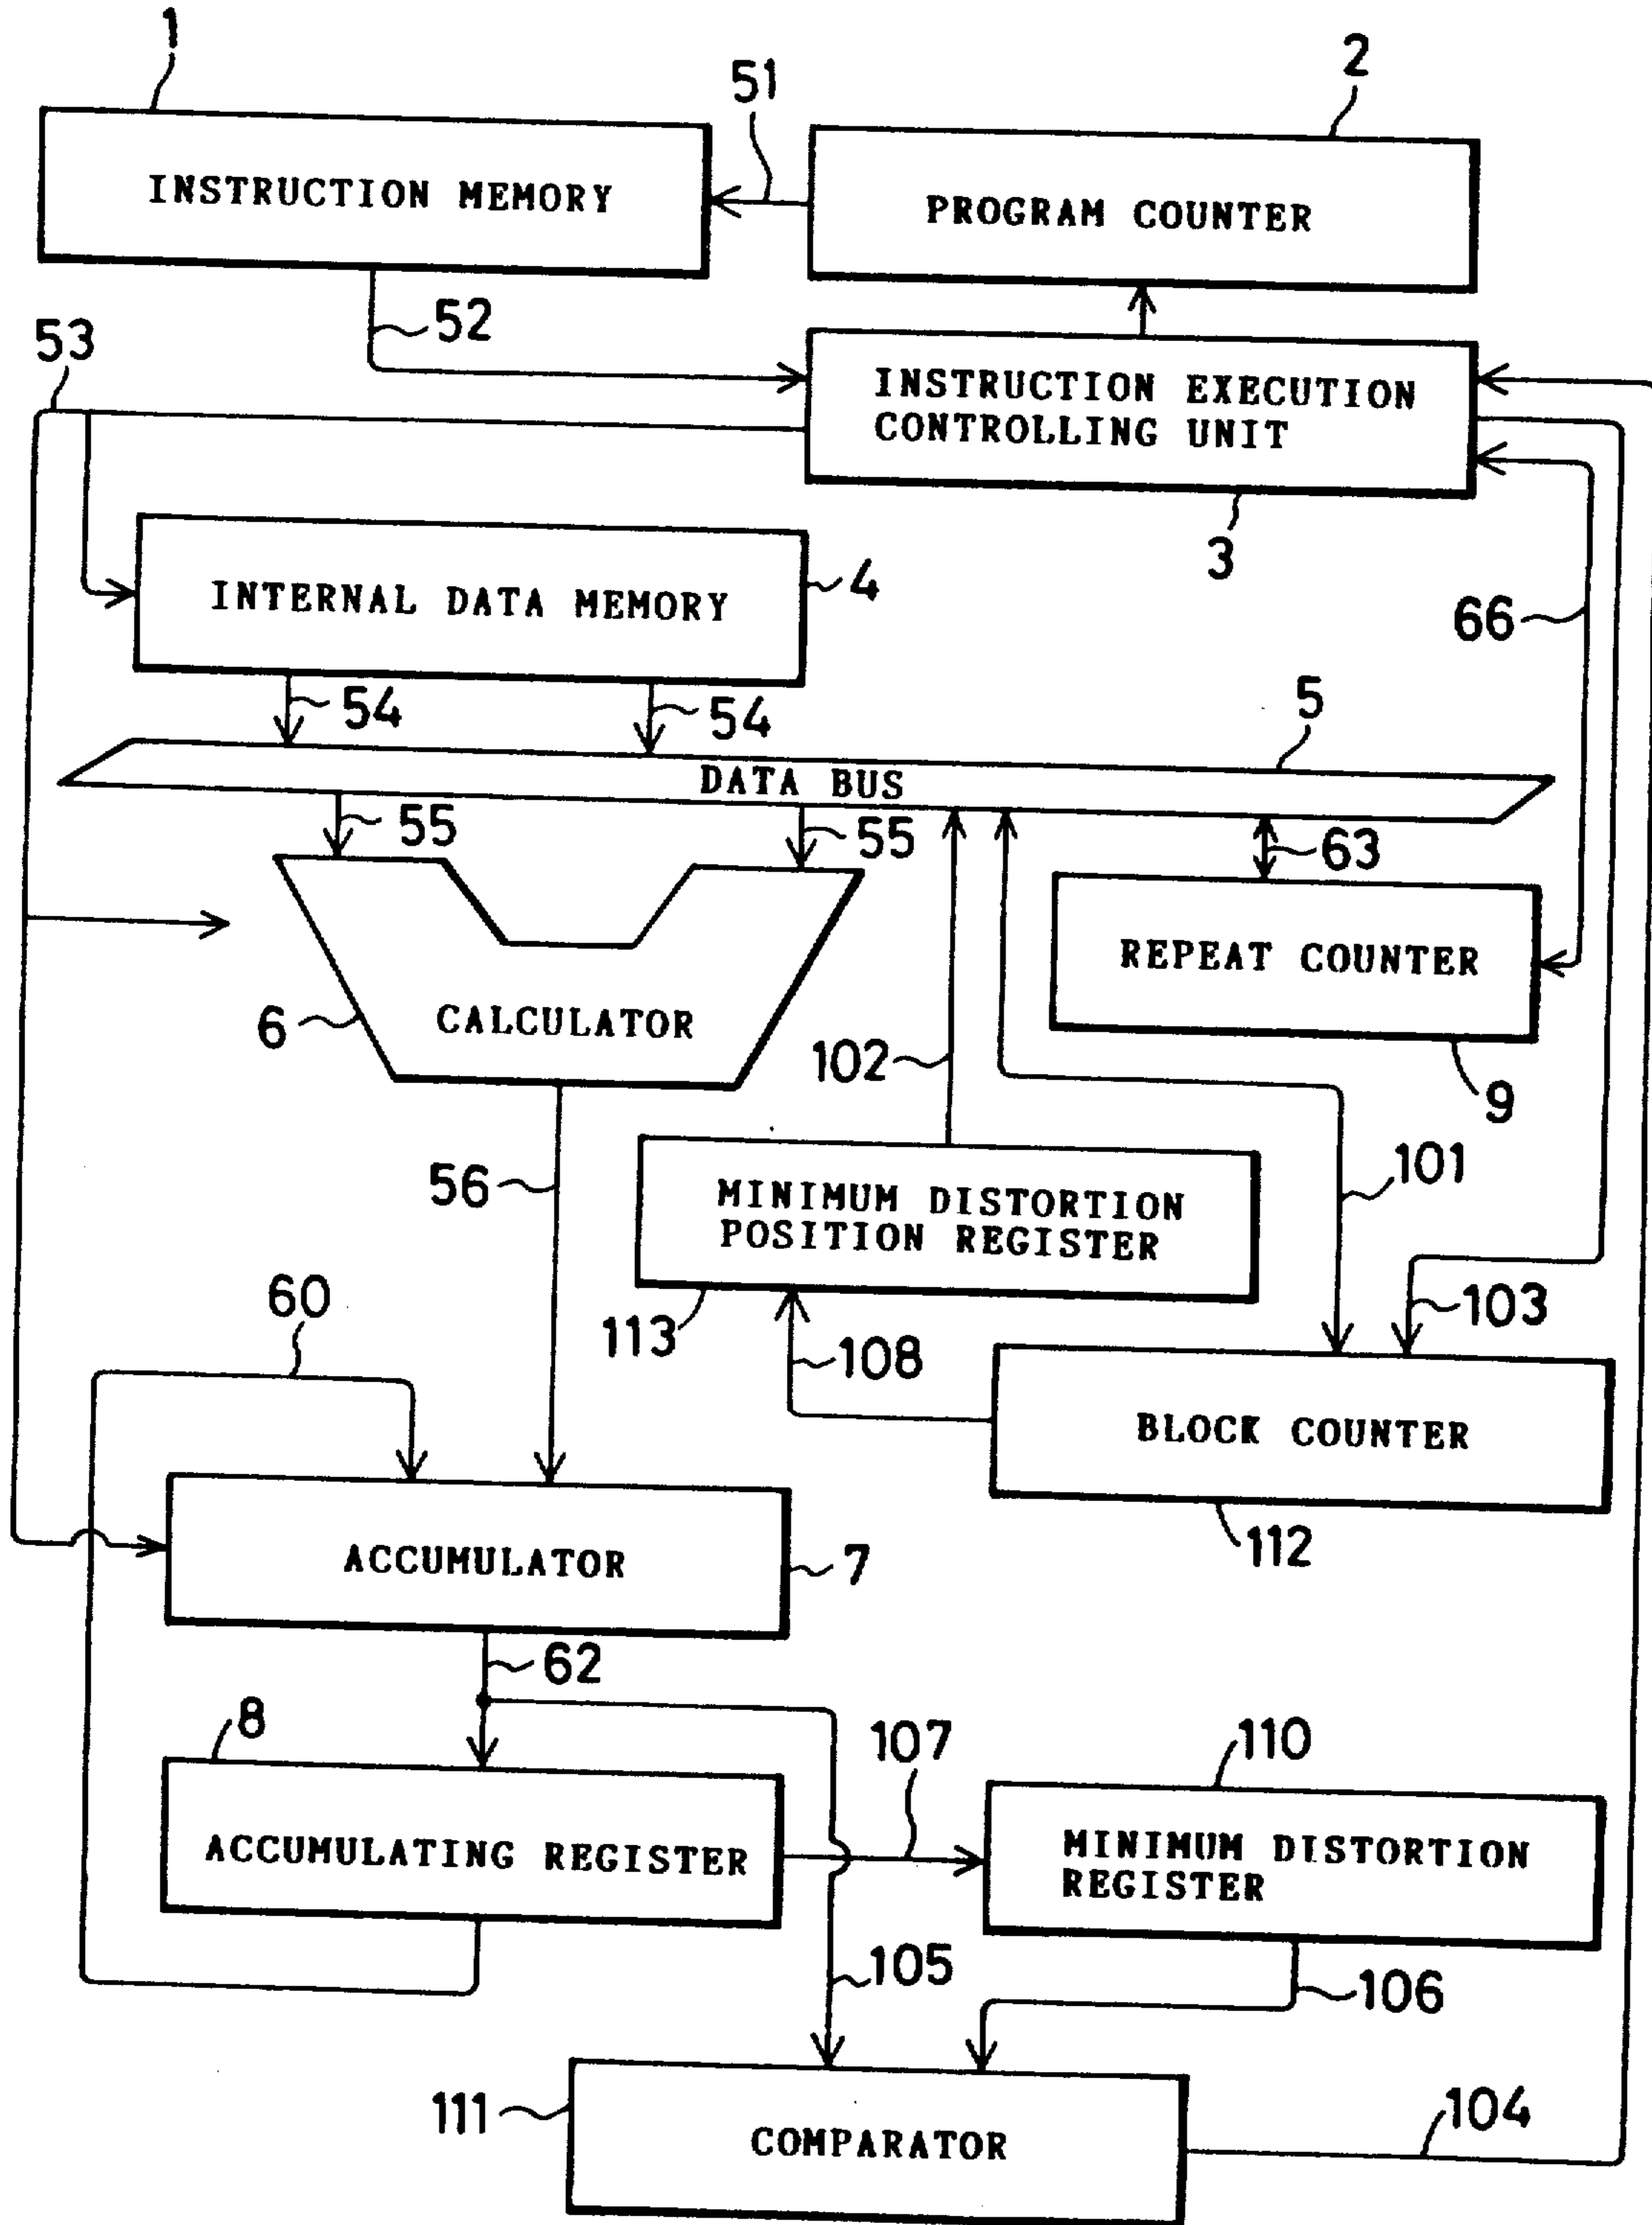 1
2
51
INSTRUCTION MEMORY
PROGRAM COUNTER
52
53
INSTRUCTION EXECUTION
CONTROLLING UNIT
3
INTERNAL DATA MEMORY
4
66
54
54
5
DATA BUS
55
55
63
REPEAT COUNTER
6
CALCULATOR
102
9
56
101
MINIMUM DISTORTION
POSITION REGISTER
60
113
108
103
BLOCK COUNTER
112
ACCUMULATOR
7
62
8
107
110
ACCUMULATING REGISTER
MINIMUM DISTORTION
REGISTER
105
106
111
COMPARATOR
104